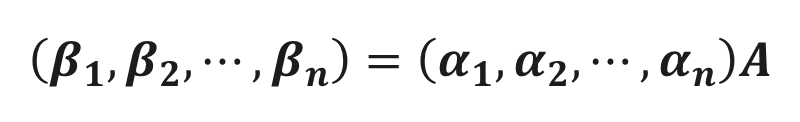 (β₁, β₂, ⋯, βₙ) = (α₁, α₂, ⋯, αₙ)A